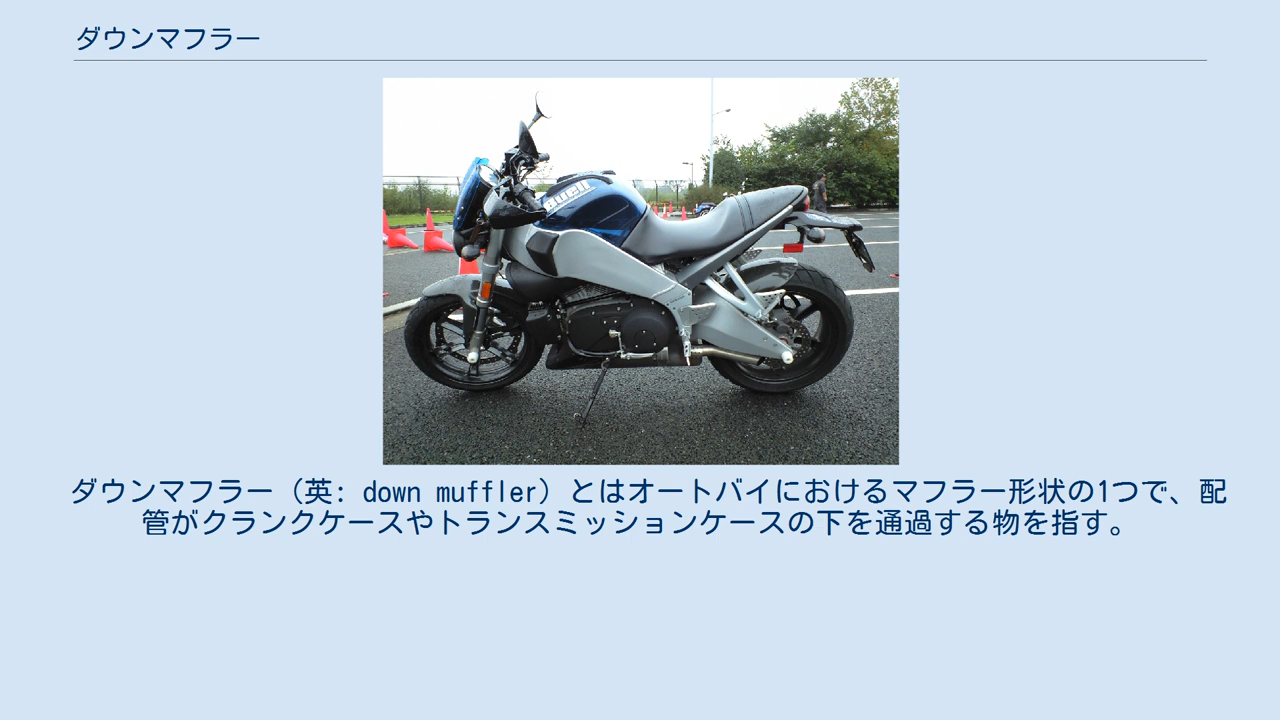 ダウンマフラー
Buell
ダウンマフラー（英: down muffler）とはオートバイにおけるマフラー形状の1つで、配
管がクランクケースやトランスミッションケースの下を通過する物を指す。